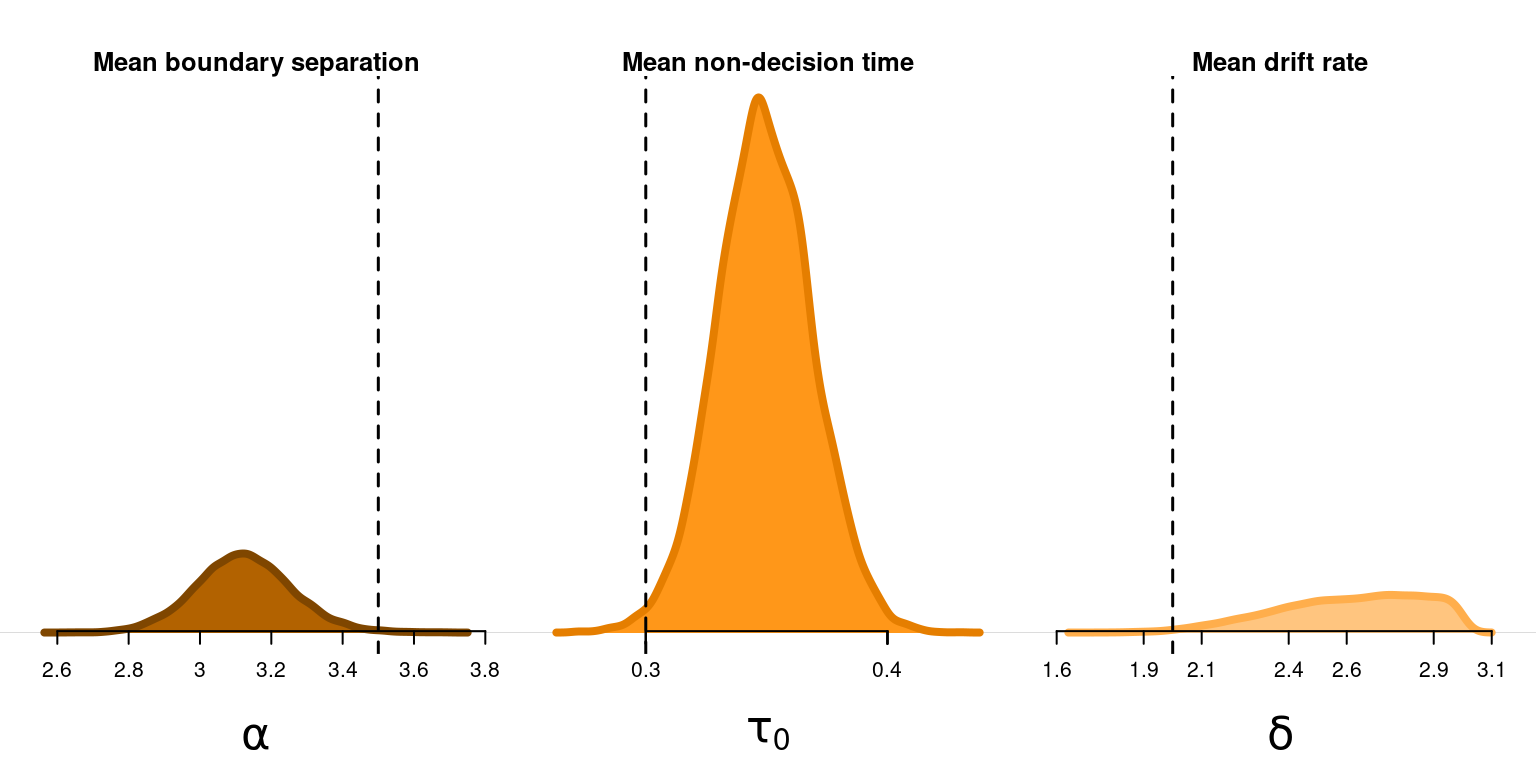 Mean boundary separation
Mean non-decision time
Mean drift rate
2.6 2.8 3 3.2 3.4 3.6 3.8
0.3 0.4
1.6 1.9 2.1 2.4 2.6 2.9 3.1
α
τ0
δ